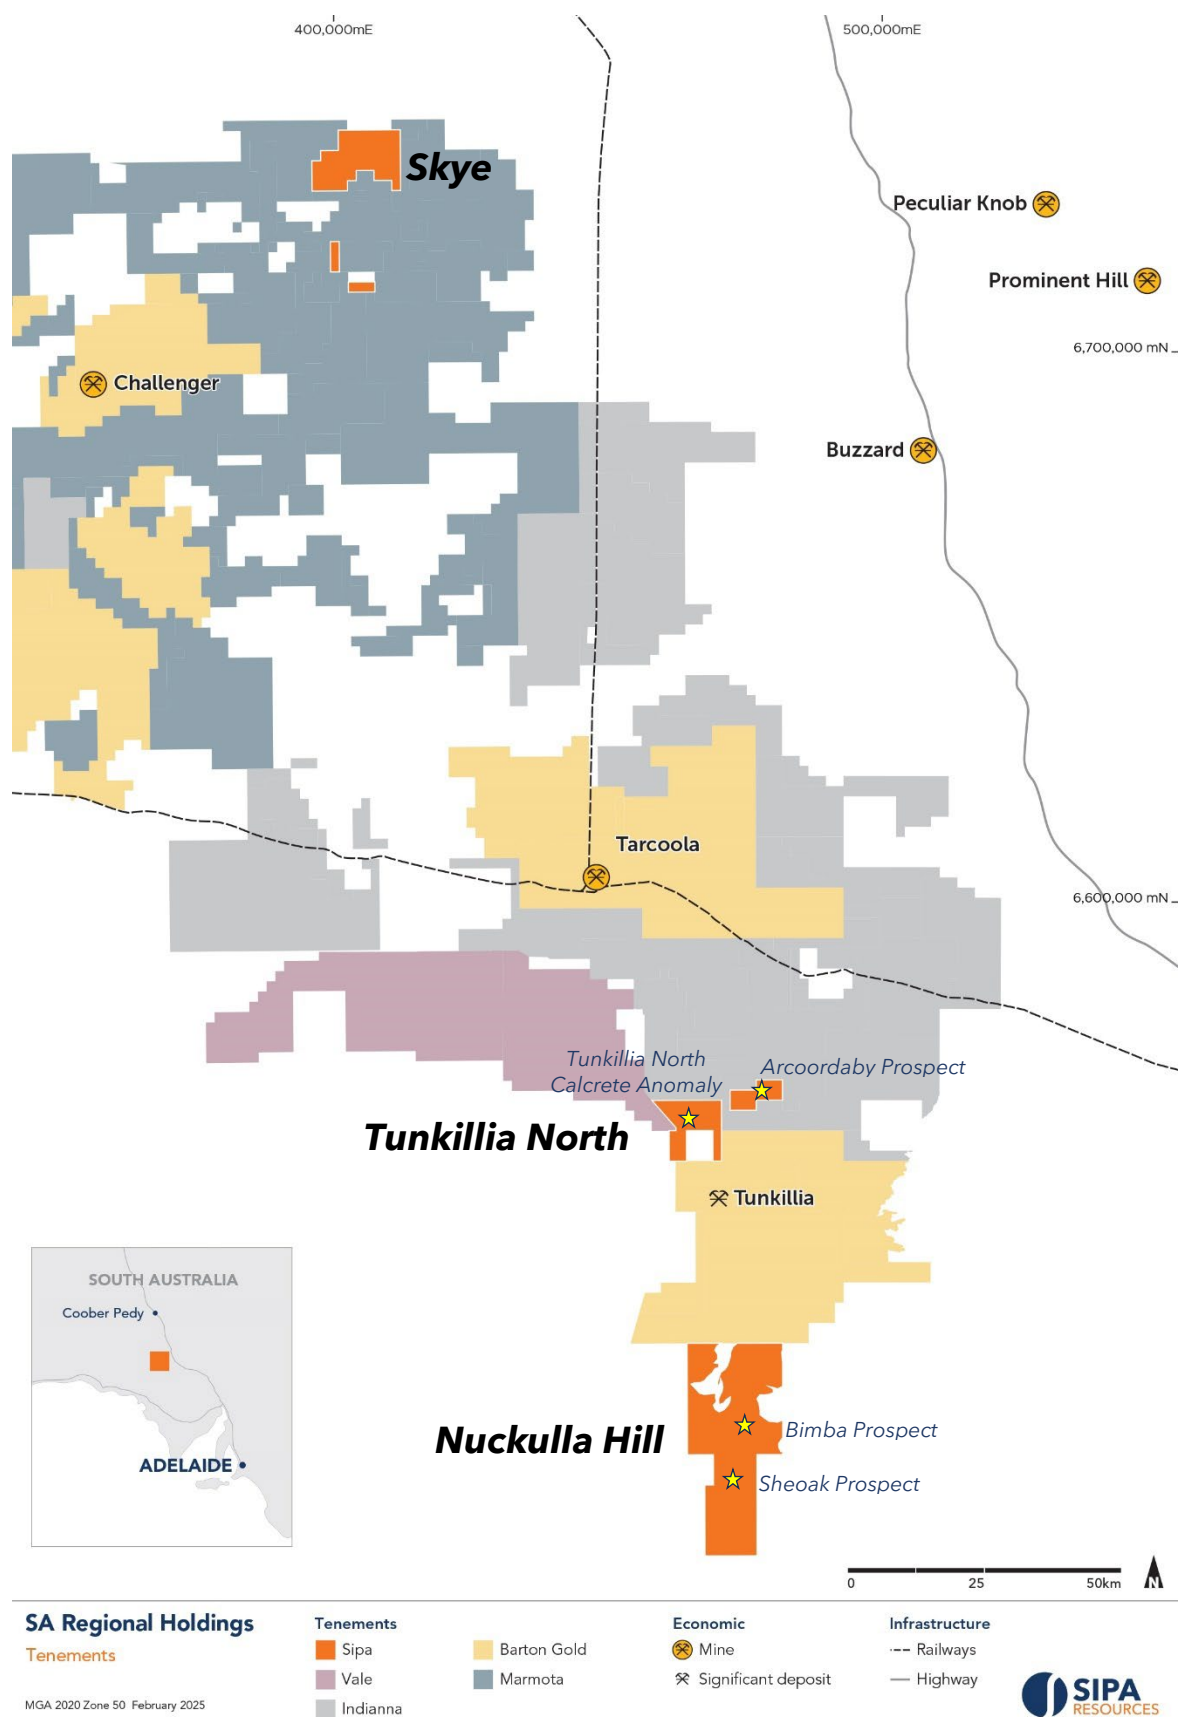 400,000mE
500,000mE
Skye
Peculiar Knob
Prominent Hill
6,700,000 mN
Challenger
Buzzard
Tarcoola
6,600,000 mN
Tunkillia North
Calcrete Anomaly
Arcoordaby Prospect
Tunkillia North
Tunkillia
SOUTH AUSTRALIA
Coober Pedy
ADELAIDE
Nuckulla Hill
Bimba Prospect
Sheoak Prospect
0 25 50km
N
SA Regional Holdings
Tenements
MGA 2020 Zone 50 February 2025
Tenements
Sipa
Vale
Indianna
Barton Gold
Marmota
Economic
Mine
Significant deposit
Infrastructure
Railways
Highway
SIPA
RESOURCES